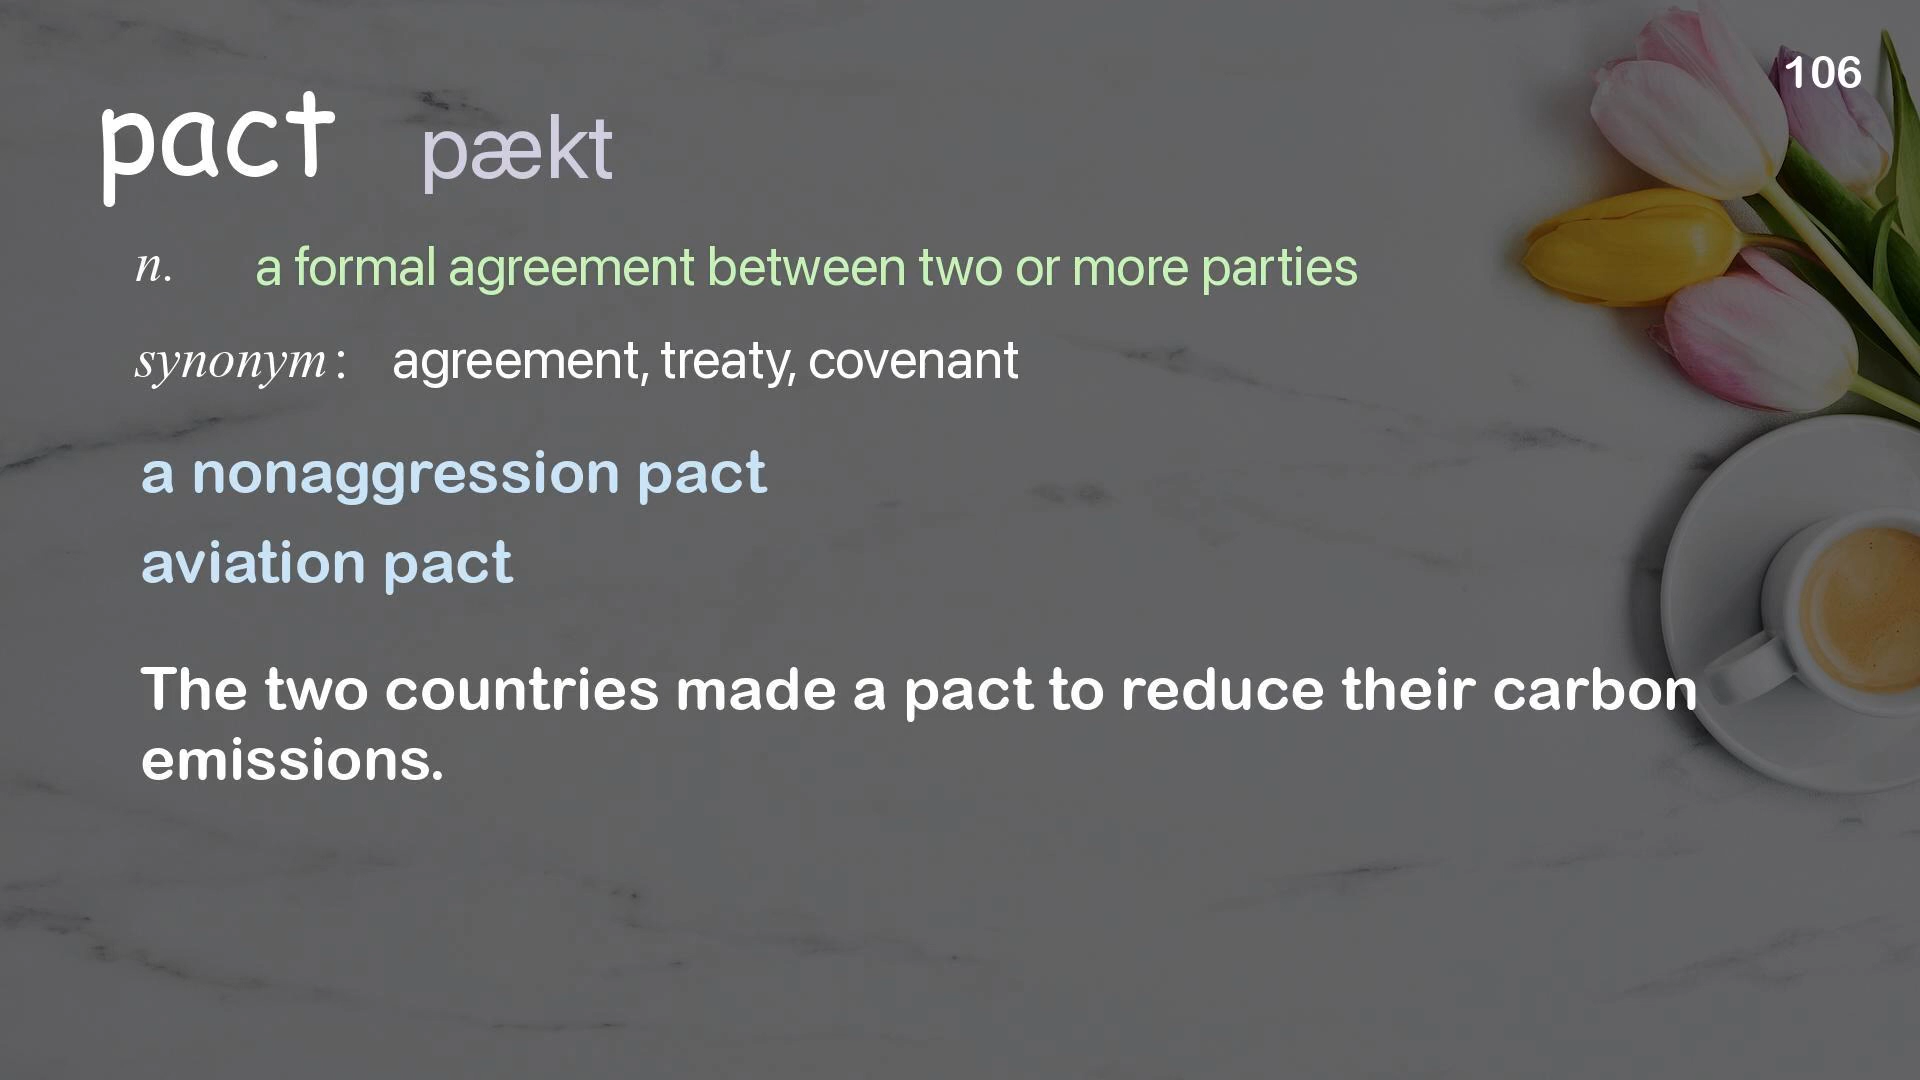 106
pact pækt
n. a formal agreement between two or more parties
synonym : agreement, treaty, covenant
a nonaggression pact
aviation pact
The two countries made a pact to reduce their carbon
emissions.